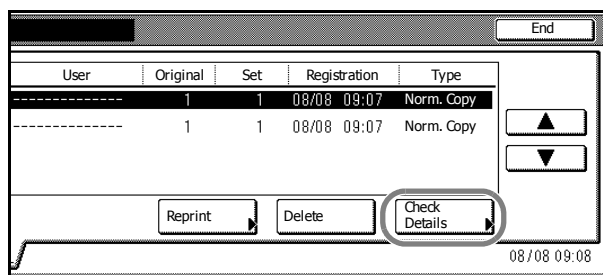 End
User Original Set Registration Type
-------------- 1 1 08/08 09:07 Norm. Copy
-------------- 1 1 08/08 09:07 Norm. Copy
Reprint Delete Check Details
08/08 09:08